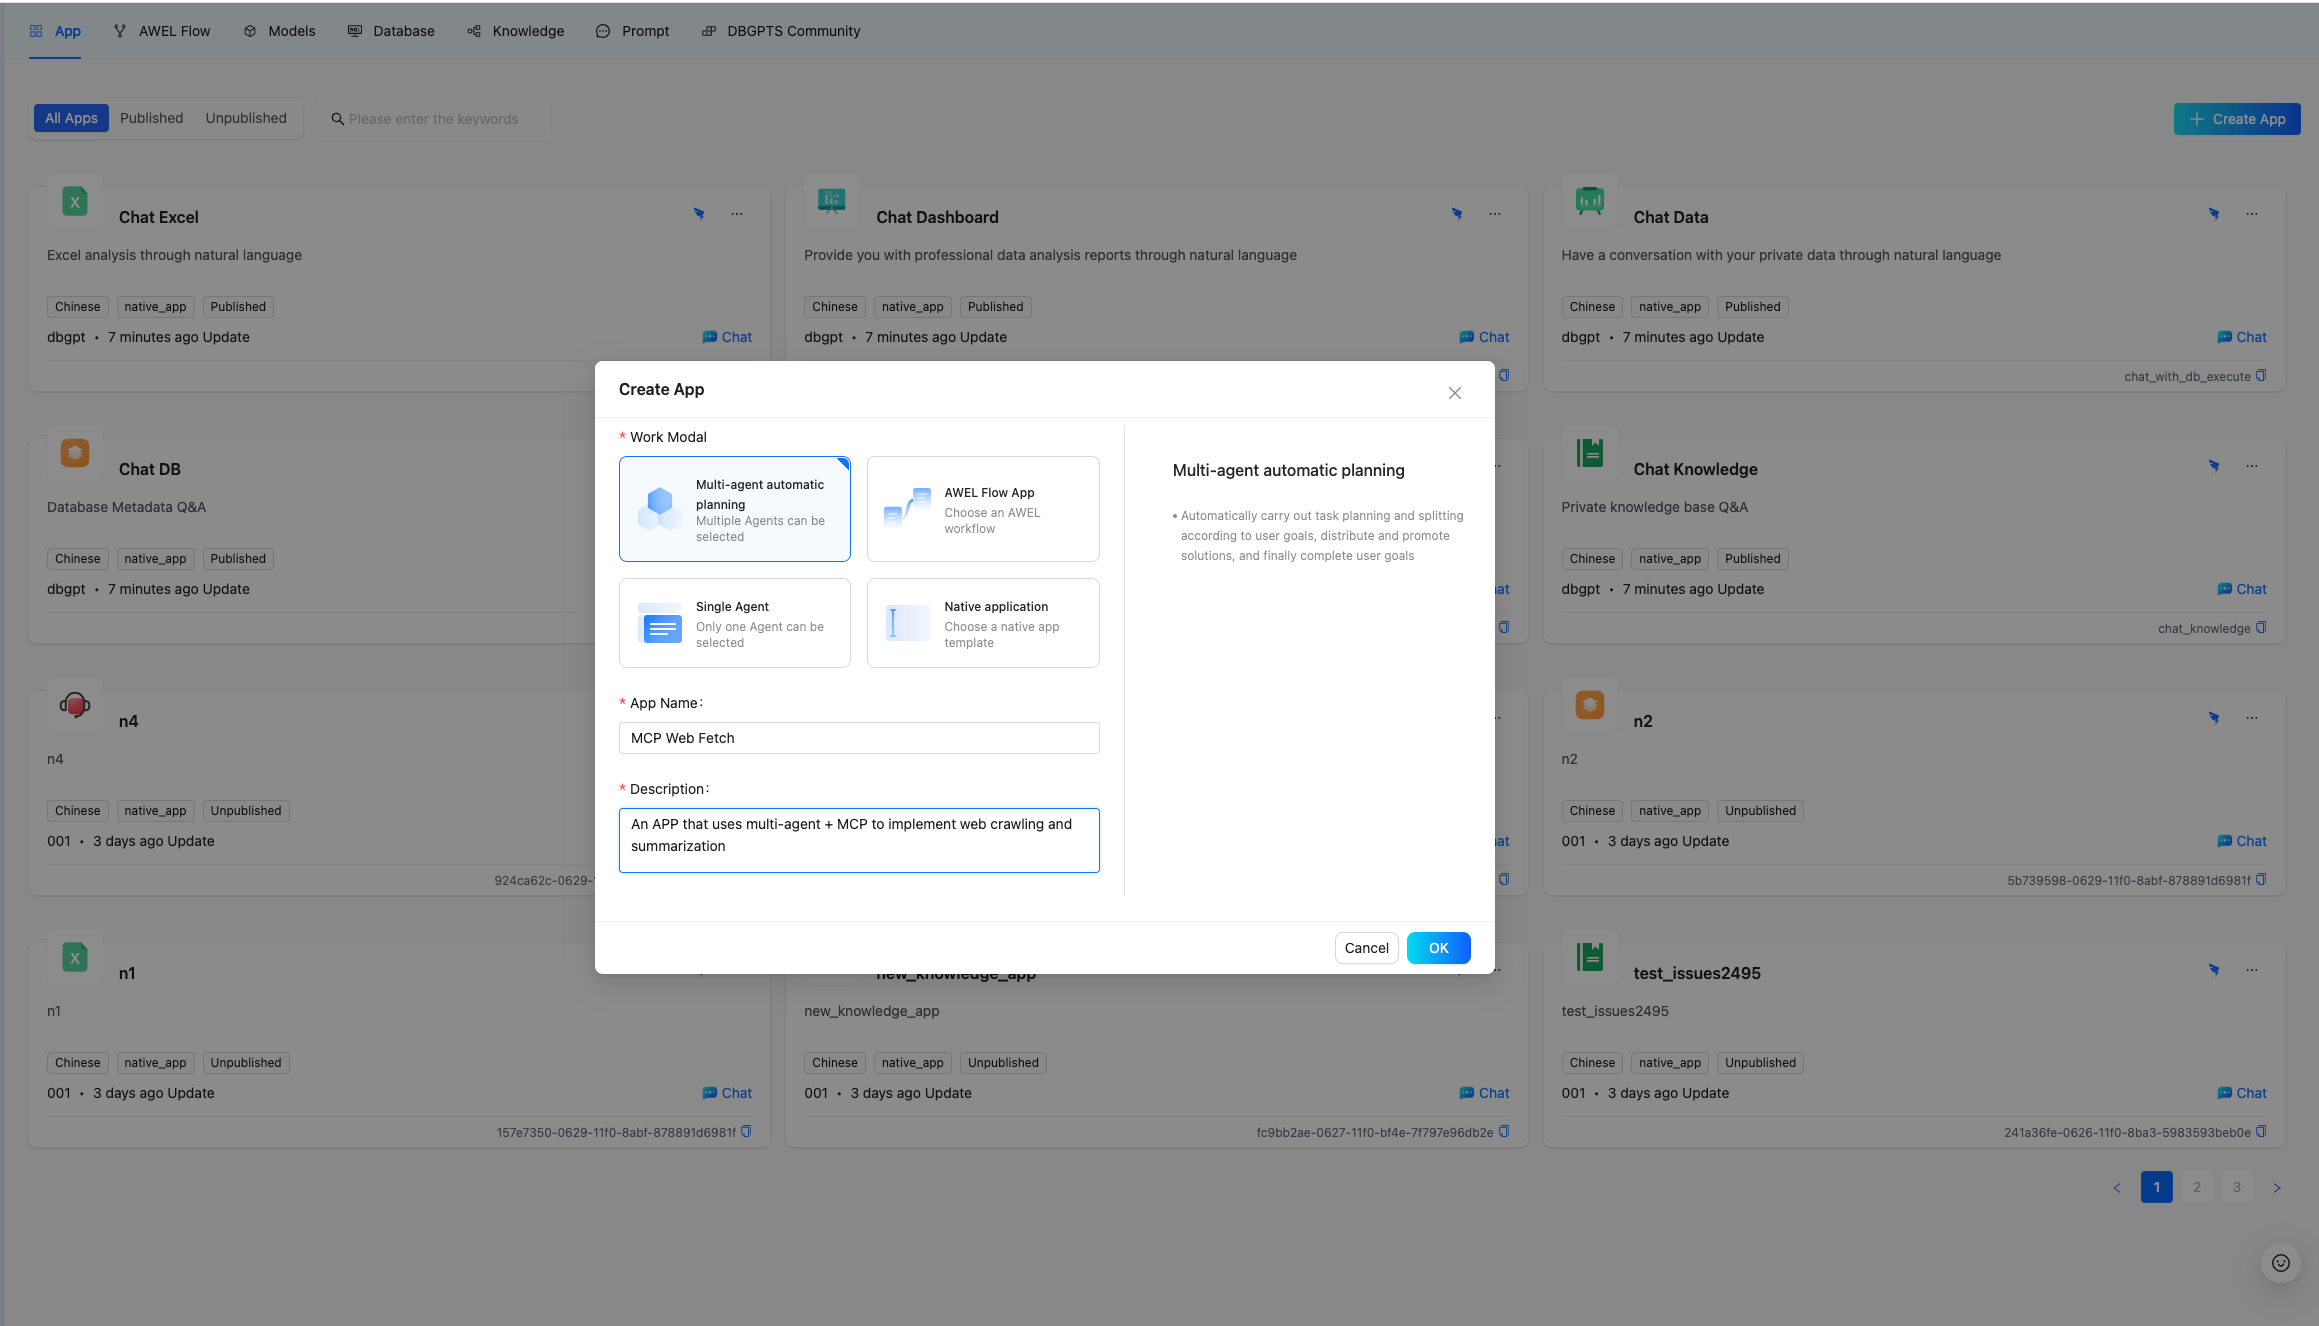 App
AWEL Flow
Models
Database
Knowledge
Prompt
DBGPTS Community
All Apps
Published
Unpublished
Please enter the keywords
Create App
Chat Excel
...
Excel analysis through natural language
Chinese
native_app
Published
dbgpt • 7 minutes ago Update
Chat
Chat Dashboard
...
Provide you with professional data analysis reports through natural language
Chinese
native_app
Published
dbgpt • 7 minutes ago Update
Chat
Chat Data
...
Have a conversation with your private data through natural language
Chinese
native_app
Published
dbgpt • 7 minutes ago Update
Chat
chat_with_db_execute
Chat DB
Database Metadata Q&A
Chinese
native_app
Published
dbgpt • 7 minutes ago Update
Chat Knowledge
...
Private knowledge base Q&A
Chinese
native_app
Published
dbgpt • 7 minutes ago Update
Chat
chat_knowledge
n4
n4
Chinese
native_app
Unpublished
001 • 3 days ago Update
924ca62c-0629-
n2
...
n2
Chinese
native_app
Unpublished
001 • 3 days ago Update
Chat
5b739598-0629-11f0-8abf-878891d6981f
n1
n1
Chinese
native_app
Unpublished
001 • 3 days ago Update
Chat
157e7350-0629-11f0-8abf-878891d6981f
new_knowledge_app
new_knowledge_app
Chinese
native_app
Unpublished
001 • 3 days ago Update
Chat
fc9bb2ae-0627-11f0-bf4e-7f797e96db2e
test_issues2495
...
test_issues2495
Chinese
native_app
Unpublished
001 • 3 days ago Update
Chat
241a36fe-0626-11f0-8ba3-5983593beb0e
< 1 2 3 >
Create App
* Work Modal
Multi-agent automatic
planning
Multiple Agents can be
selected
AWEL Flow App
Choose an AWEL
workflow
Single Agent
Only one Agent can be
selected
Native application
Choose a native app
template
* App Name:
MCP Web Fetch
* Description:
An APP that uses multi-agent + MCP to implement web crawling and
summarization
Multi-agent automatic planning
• Automatically carry out task planning and splitting
according to user goals, distribute and promote
solutions, and finally complete user goals
Cancel
OK